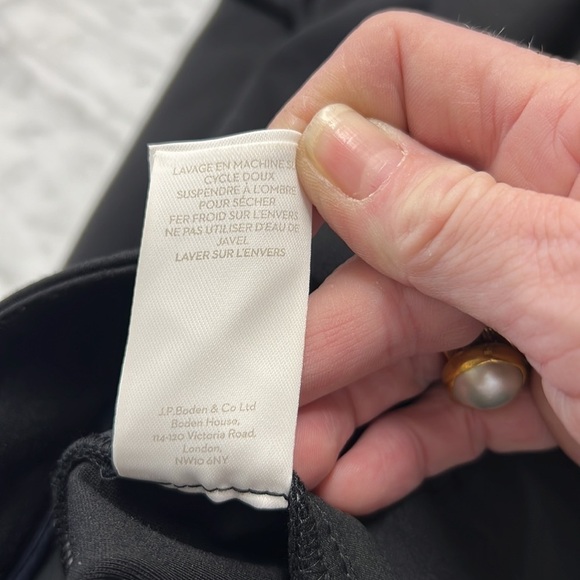 LAVAGE EN MACHINE S
CYCLE DOUX
SUSPENDRE À L'OMBRE
POUR SÉCHER
FER FROID SUR L'ENVERS
NE PAS UTILISER D'EAU DE
JAVEL
LAVER SUR L'ENVERS
J.P.Boden & Co Ltd
Boden House,
114-120 Victoria Road,
London,
NW10 6NY